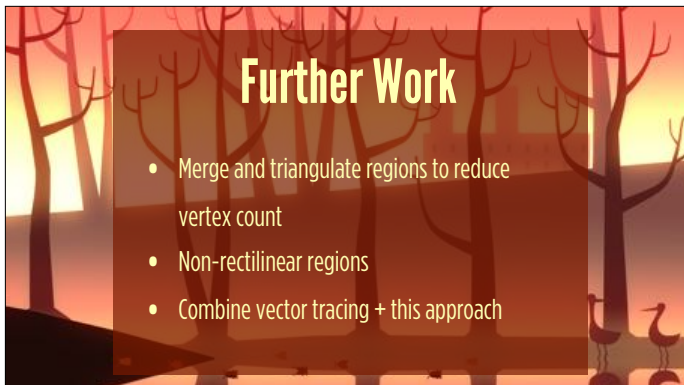 Further Work
• Merge and triangulate regions to reduce
vertex count
• Non-rectilinear regions
• Combine vector tracing + this approach